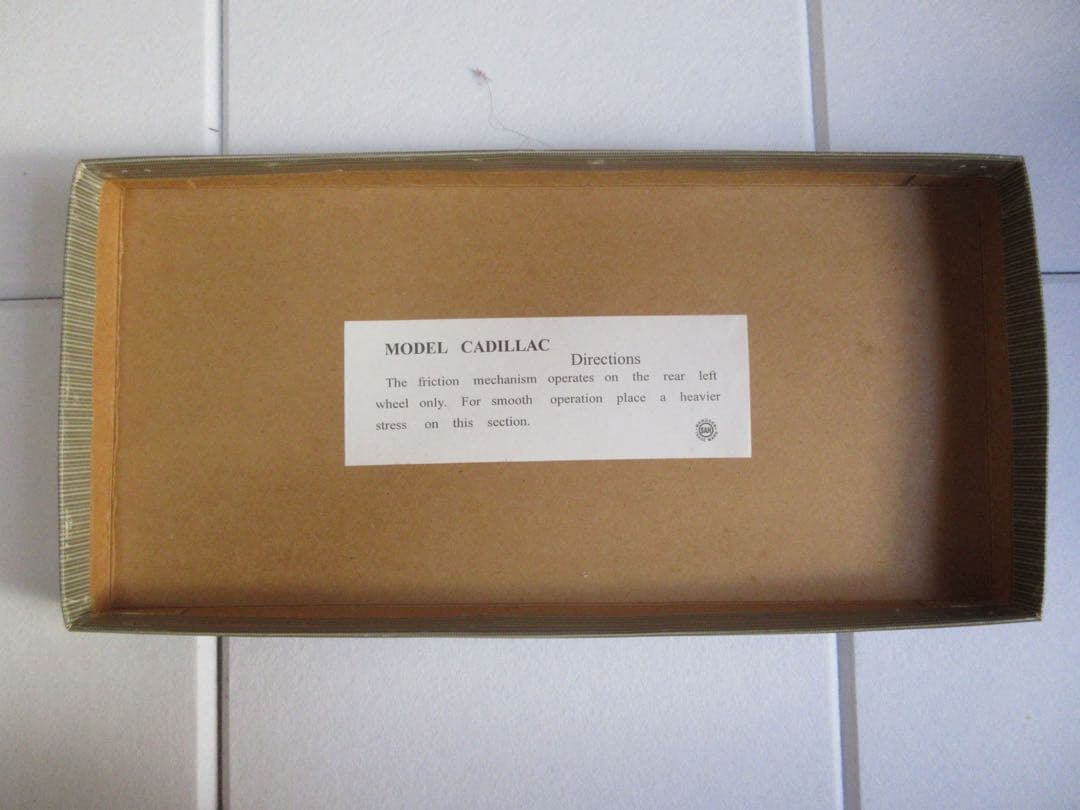 MODEL CADILLAC
Directions
The friction mechanism operates on the rear left
wheel only. For smooth operation place a heavier
stress on this section.
SAN